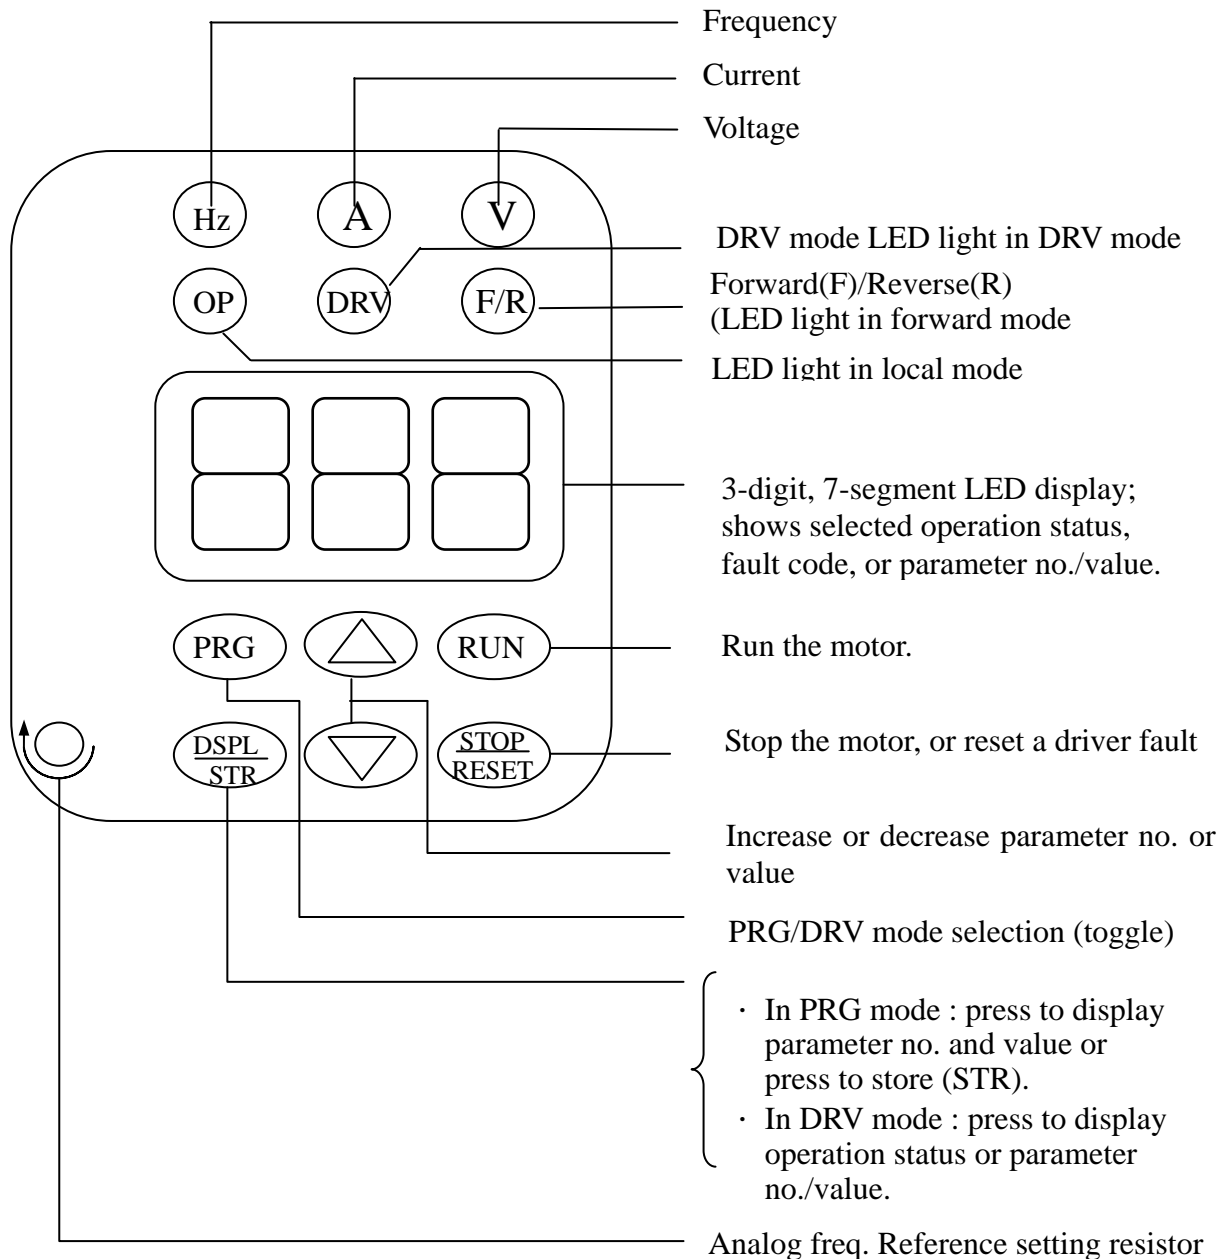 Frequency
Current
Voltage
Hz A V
DRV mode LED light in DRV mode
OP DRV F/R
Forward(F)/Reverse(R)
(LED light in forward mode
LED light in local mode
3-digit, 7-segment LED display;
shows selected operation status,
fault code, or parameter no./value.
PRG RUN
Run the motor.
DSPL
STR
STOP
RESET
Stop the motor, or reset a driver fault
Increase or decrease parameter no. or
value
PRG/DRV mode selection (toggle)
· In PRG mode : press to display
parameter no. and value or
press to store (STR).
· In DRV mode : press to display
operation status or parameter
no./value.
Analog freq. Reference setting resistor